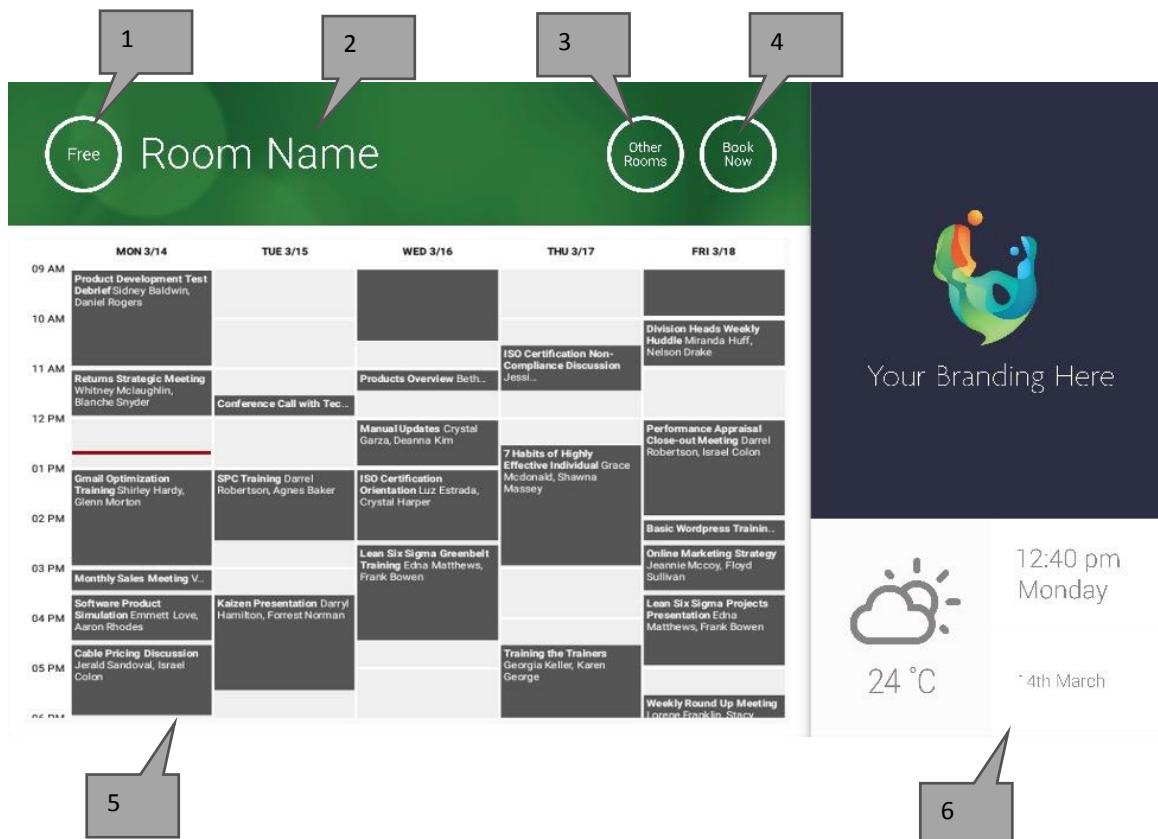 1
2
3
4
Free
Room Name
Other
Rooms
Book
Now
MON 3/14
TUE 3/15
WED 3/16
THU 3/17
FRI 3/18
09 AM
10 AM
11 AM
12 PM
01 PM
02 PM
03 PM
04 PM
05 PM
06 PM
Product Development Test
Debrief Sidney Baldwin,
Daniel Rogers
Returns Strategic Meeting
Whitney Mclaughlin,
Blanche Snyder
Gmail Optimization
Training Shirley Hardy,
Glenn Morton
Monthly Sales Meeting V...
Software Product
Simulation Emmett Love,
Aaron Rhodes
Cable Pricing Discussion
Jerald Sandoval, Israel
Colon
Conference Call with Tec...
SPC Training Darrel
Robertson, Agnes Baker
Kaizen Presentation Darryl
Hamilton, Forrest Norman
Products Overview Beth...
Manual Updates Crystal
Garza, Deanna Kim
ISO Certification
Orientation Luz Estrada,
Crystal Harper
Lean Six Sigma Greenbelt
Training Edna Matthews,
Frank Bowen
ISO Certification Non-
Compliance Discussion
Jessi...
7 Habits of Highly
Effective Individual Grace
Mcdonald, Shawna
Massey
Training the Trainers
Georgia Keller, Karen
George
Division Heads Weekly
Huddle Miranda Huff,
Nelson Drake
Performance Appraisal
Close-out Meeting Darrel
Robertson, Israel Colon
Basic Wordpress Trainin...
Online Marketing Strategy
Jeannie Mccoy, Floyd
Sullivan
Lean Six Sigma Projects
Presentation Edna
Matthews, Frank Bowen
Weekly Round Up Meeting
Lorene Franklin, Stacy
Your Branding Here
24 °C
12:40 pm
Monday
14th March
5
6